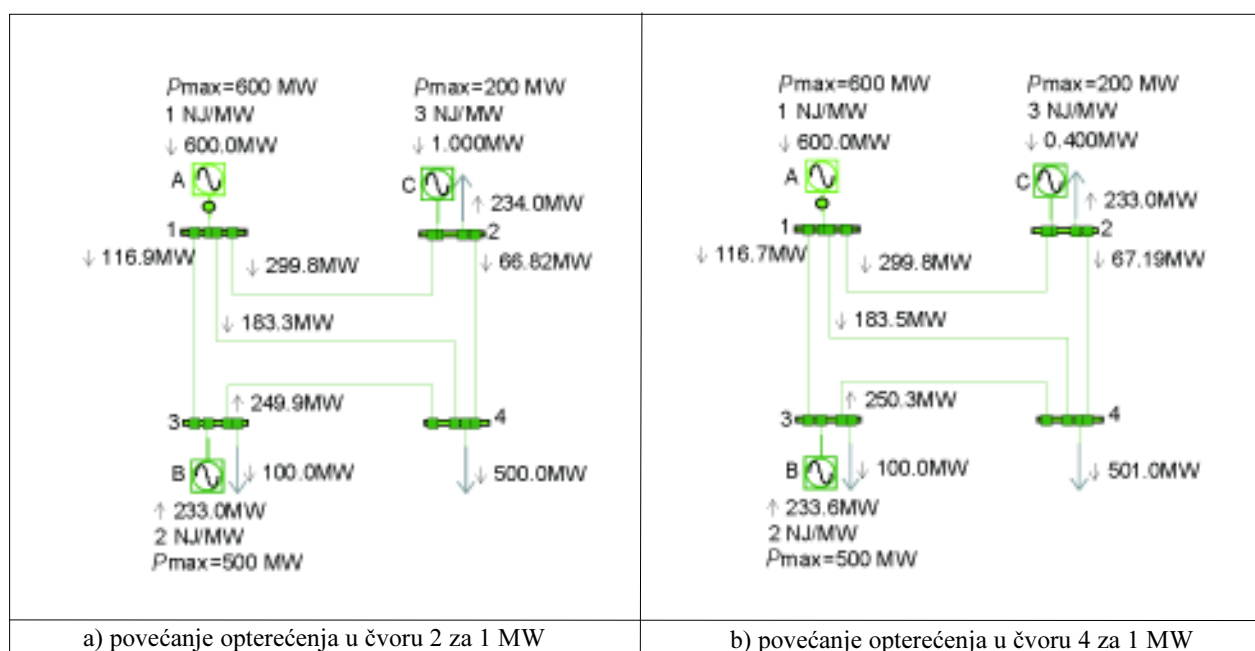 Pmax=600 MW
1 NJ/MW
↓ 600.0MW
A
Pmax=200 MW
3 NJ/MW
↓ 1.000MW
C
↑ 234.0MW
1
2
↓ 116.9MW
↓ 299.8MW
↓ 66.82MW
↓ 183.3MW
↑ 249.9MW
3
4
B
↓ 100.0MW
↓ 500.0MW
↑ 233.0MW
2 NJ/MW
Pmax=500 MW
a) povećanje opterećenja u čvoru 2 za 1 MW
Pmax=600 MW
1 NJ/MW
↓ 600.0MW
A
Pmax=200 MW
3 NJ/MW
↓ 0.400MW
C
↑ 233.0MW
1
2
↓ 116.7MW
↓ 299.8MW
↓ 67.19MW
↓ 183.5MW
↑ 250.3MW
3
4
B
↓ 100.0MW
↓ 501.0MW
↑ 233.6MW
2 NJ/MW
Pmax=500 MW
b) povećanje opterećenja u čvoru 4 za 1 MW